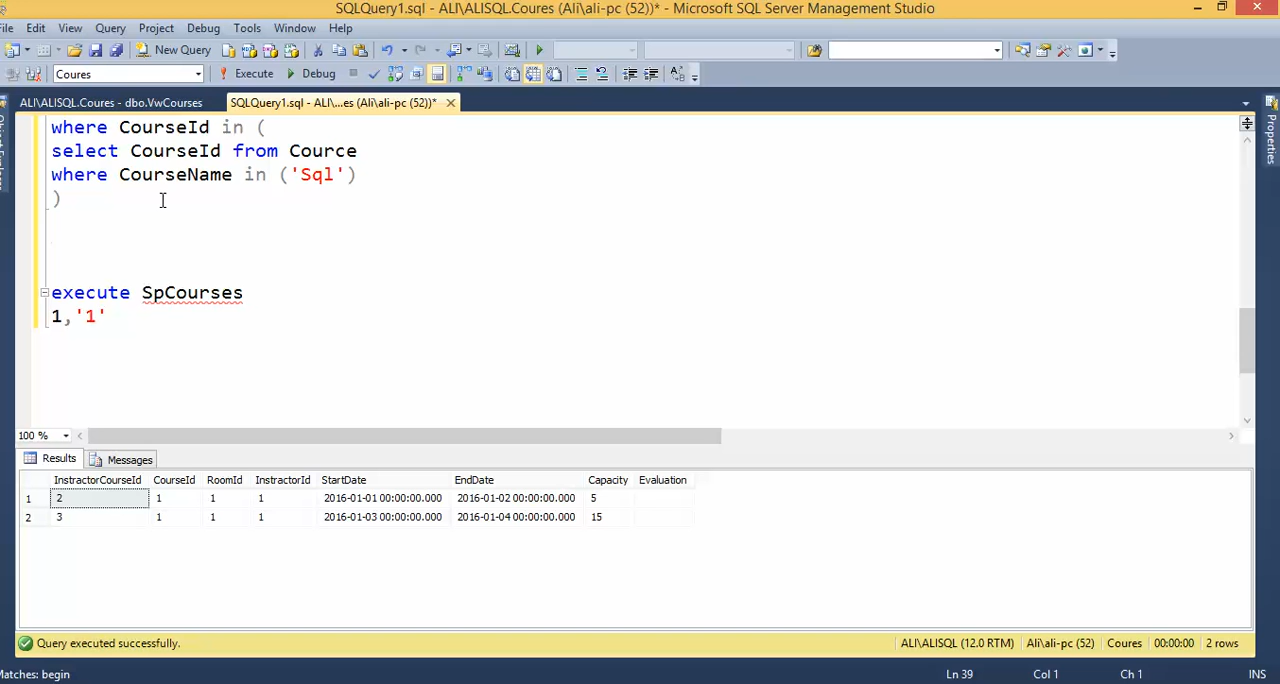 SQLQuery1.sql - ALI\ALISQL.Coures (Ali\ali-pc (52))* - Microsoft SQL Server Management Studio
File Edit View Query Project Debug Tools Window Help
New Query
Coures Execute Debug
ALI\ALISQL.Coures - dbo.VwCourses SQLQuery1.sql - ALI\...es (Ali\ali-pc (52))*
where CourseId in (
select CourseId from Cource
where CourseName in ('Sql')
)
execute SpCourses
1,'1'
Properties
100 %
Results Messages
InstractorCourseId CourseId RoomId InstractorId StartDate EndDate Capacity Evaluation
1 2 1 1 1 2016-01-01 00:00:00.000 2016-01-02 00:00:00.000 5
2 3 1 1 1 2016-01-03 00:00:00.000 2016-01-04 00:00:00.000 15
Query executed successfully. ALI\ALISQL (12.0 RTM) Ali\ali-pc (52) Coures 00:00:00 2 rows
Matches: begin Ln 39 Col 1 Ch 1 INS